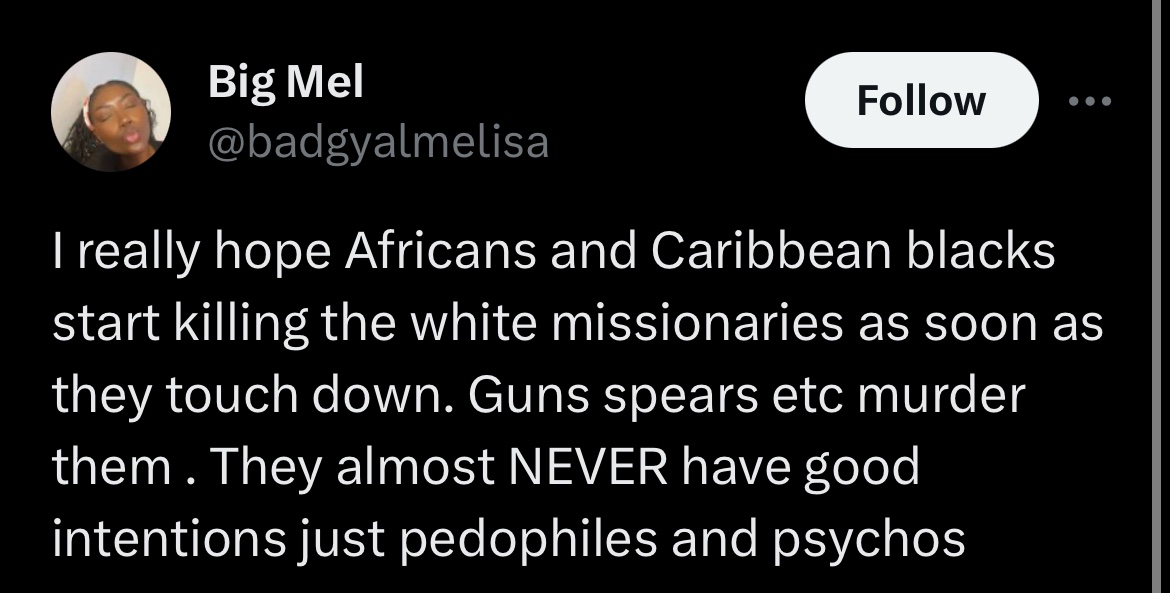 Big Mel
@badgyalmelisa
Follow
I really hope Africans and Caribbean blacks
start killing the white missionaries as soon as
they touch down. Guns spears etc murder
them . They almost NEVER have good
intentions just pedophiles and psychos